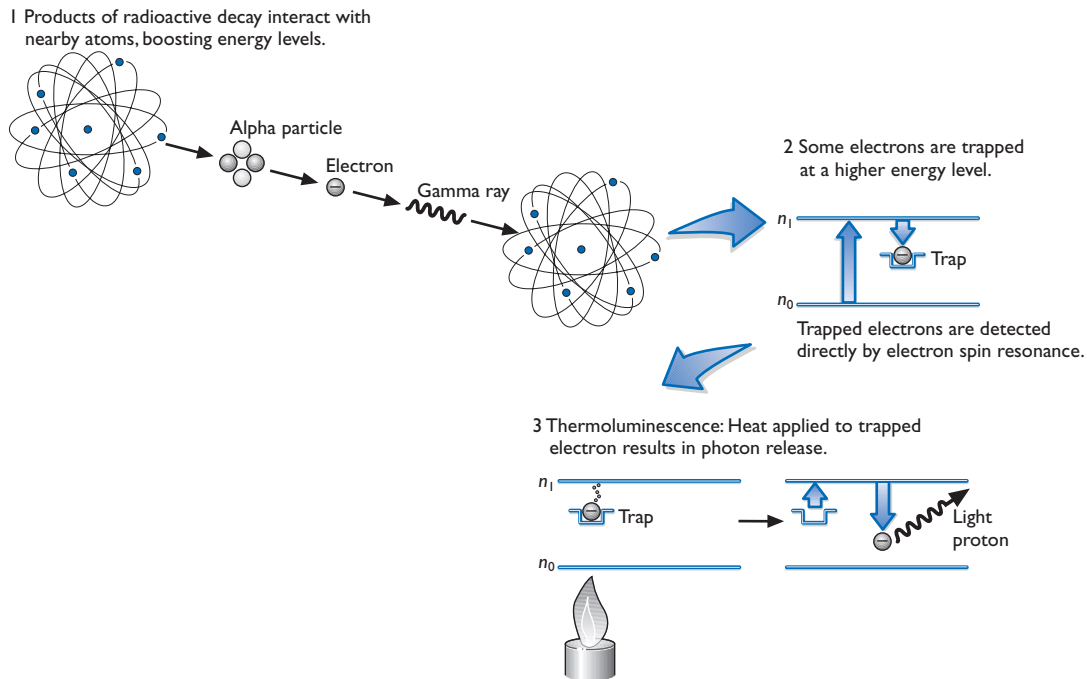 1 Products of radioactive decay interact with
nearby atoms, boosting energy levels.
Alpha particle
Electron
Gamma ray
2 Some electrons are trapped
at a higher energy level.
n1
Trap
n0
Trapped electrons are detected
directly by electron spin resonance.
3 Thermoluminescence: Heat applied to trapped
electron results in photon release.
n1
Trap
Light
proton
n0